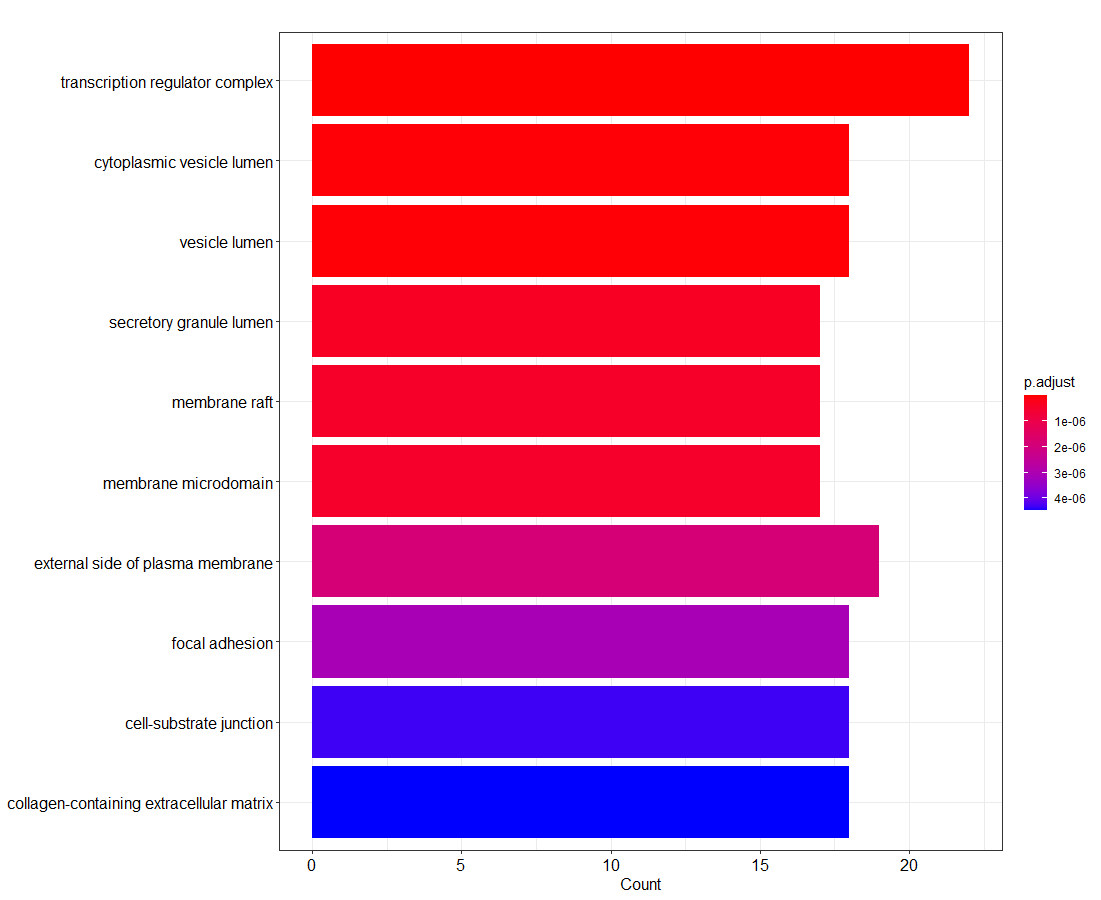 transcription regulator complex
cytoplasmic vesicle lumen
vesicle lumen
secretory granule lumen
membrane raft
membrane microdomain
external side of plasma membrane
focal adhesion
cell-substrate junction
collagen-containing extracellular matrix
0 5 10 15 20
Count
p.adjust
1e-06
2e-06
3e-06
4e-06